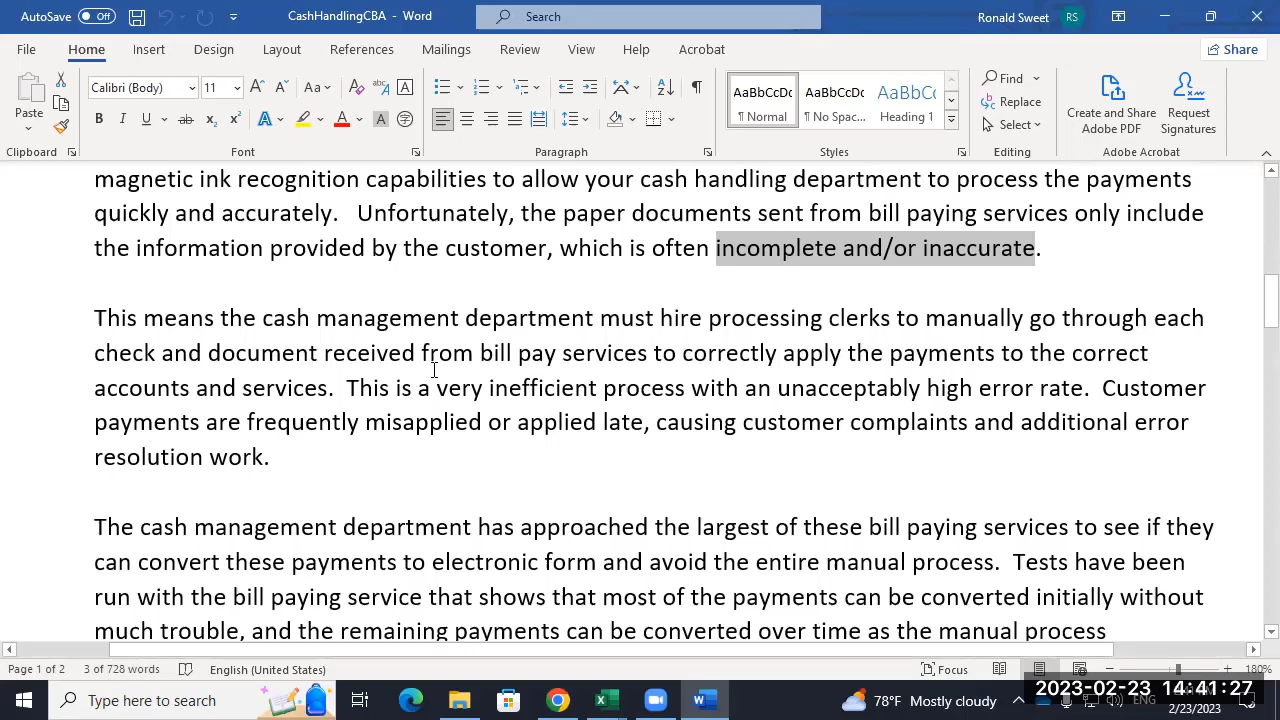 AutoSave Off CashHandlingCBA - Word Search Ronald Sweet RS
File Home Insert Design Layout References Mailings Review View Help Acrobat Share
Paste Calibri (Body) 11 Aa AaBbCcDc AaBbCcDc AaBbC Find Replace Select Create and Share Request
¶ Normal ¶ No Spac... Heading 1 Adobe PDF Signatures
Clipboard Font Paragraph Styles Editing Adobe Acrobat
magnetic ink recognition capabilities to allow your cash handling department to process the payments
quickly and accurately. Unfortunately, the paper documents sent from bill paying services only include
the information provided by the customer, which is often incomplete and/or inaccurate.
This means the cash management department must hire processing clerks to manually go through each
check and document received from bill pay services to correctly apply the payments to the correct
accounts and services. This is a very inefficient process with an unacceptably high error rate. Customer
payments are frequently misapplied or applied late, causing customer complaints and additional error
resolution work.
The cash management department has approached the largest of these bill paying services to see if they
can convert these payments to electronic form and avoid the entire manual process. Tests have been
run with the bill paying service that shows that most of the payments can be converted initially without
much trouble, and the remaining payments can be converted over time as the manual process
Page 1 of 2 3 of 728 words English (United States) Focus 180%
Type here to search 78°F Mostly cloudy ENG 2023-02-23 14:41:27
2/23/2023